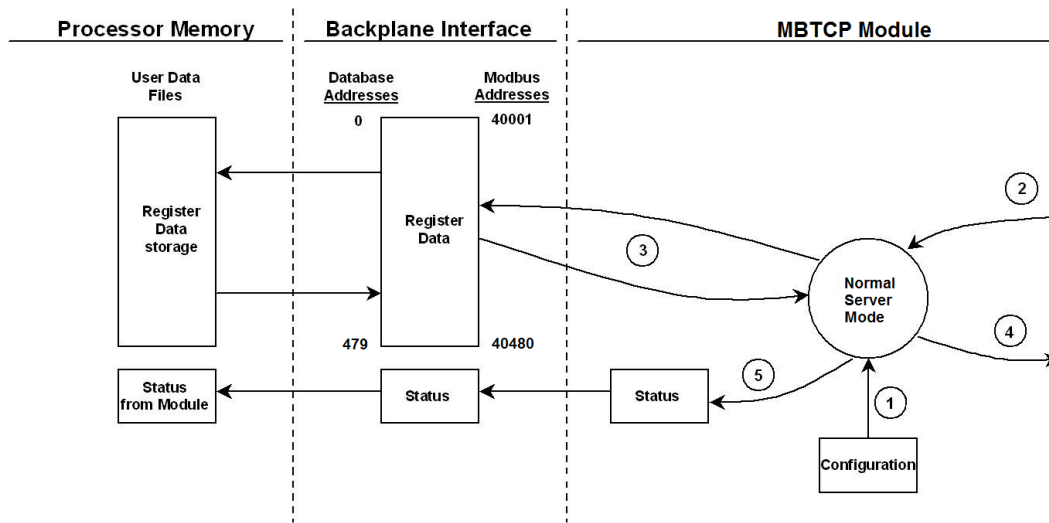 Processor Memory
Backplane Interface
MBTCP Module
User Data
Files
Database
Addresses
Modbus
Addresses
0
40001
Register
Data
storage
Register
Data
2
3
Normal
Server
Mode
479
40480
4
Status
from Module
Status
Status
5
1
Configuration